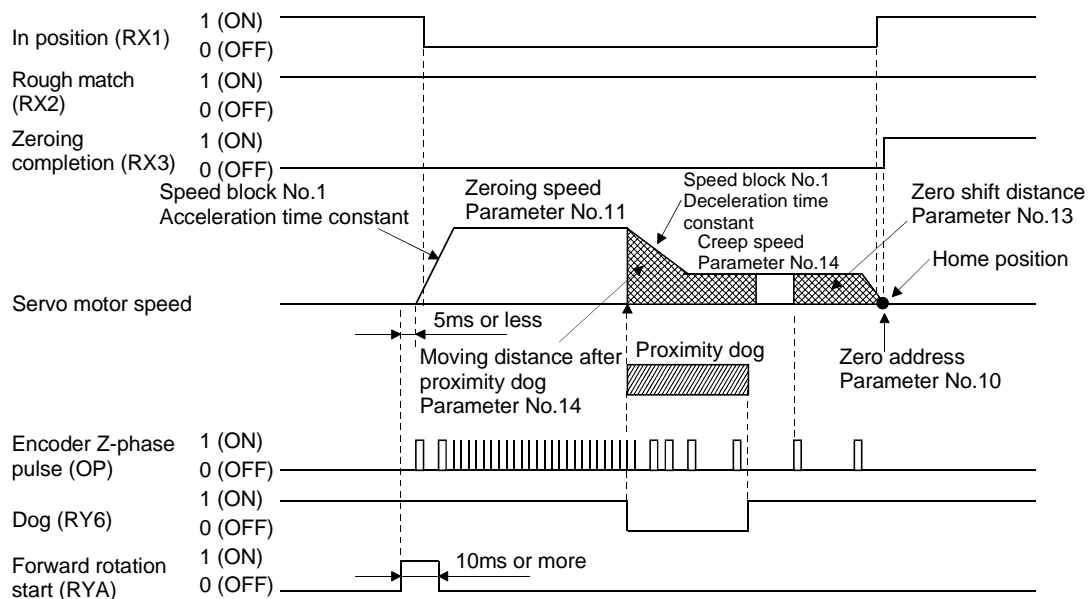 In position (RX1)
1 (ON)
0 (OFF)
Rough match
(RX2)
1 (ON)
0 (OFF)
Zeroing
completion (RX3)
1 (ON)
0 (OFF)
Speed block No.1
Acceleration time constant
Zeroing speed
Parameter No.11
Speed block No.1
Deceleration time
constant
Creep speed
Parameter No.14
Zero shift distance
Parameter No.13
Home position
Servo motor speed
5ms or less
Moving distance after
proximity dog
Parameter No.14
Proximity dog
Zero address
Parameter No.10
Encoder Z-phase
pulse (OP)
1 (ON)
0 (OFF)
Dog (RY6)
1 (ON)
0 (OFF)
Forward rotation
start (RYA)
1 (ON)
0 (OFF)
10ms or more